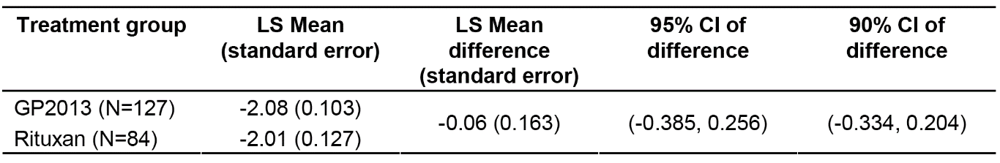 Treatment group LS Mean (standard error) LS Mean difference (standard error) 95% CI of difference 90% CI of difference
GP2013 (N=127) -2.08 (0.103) -0.06 (0.163) (-0.385, 0.256) (-0.334, 0.204)
Rituxan (N=84) -2.01 (0.127)